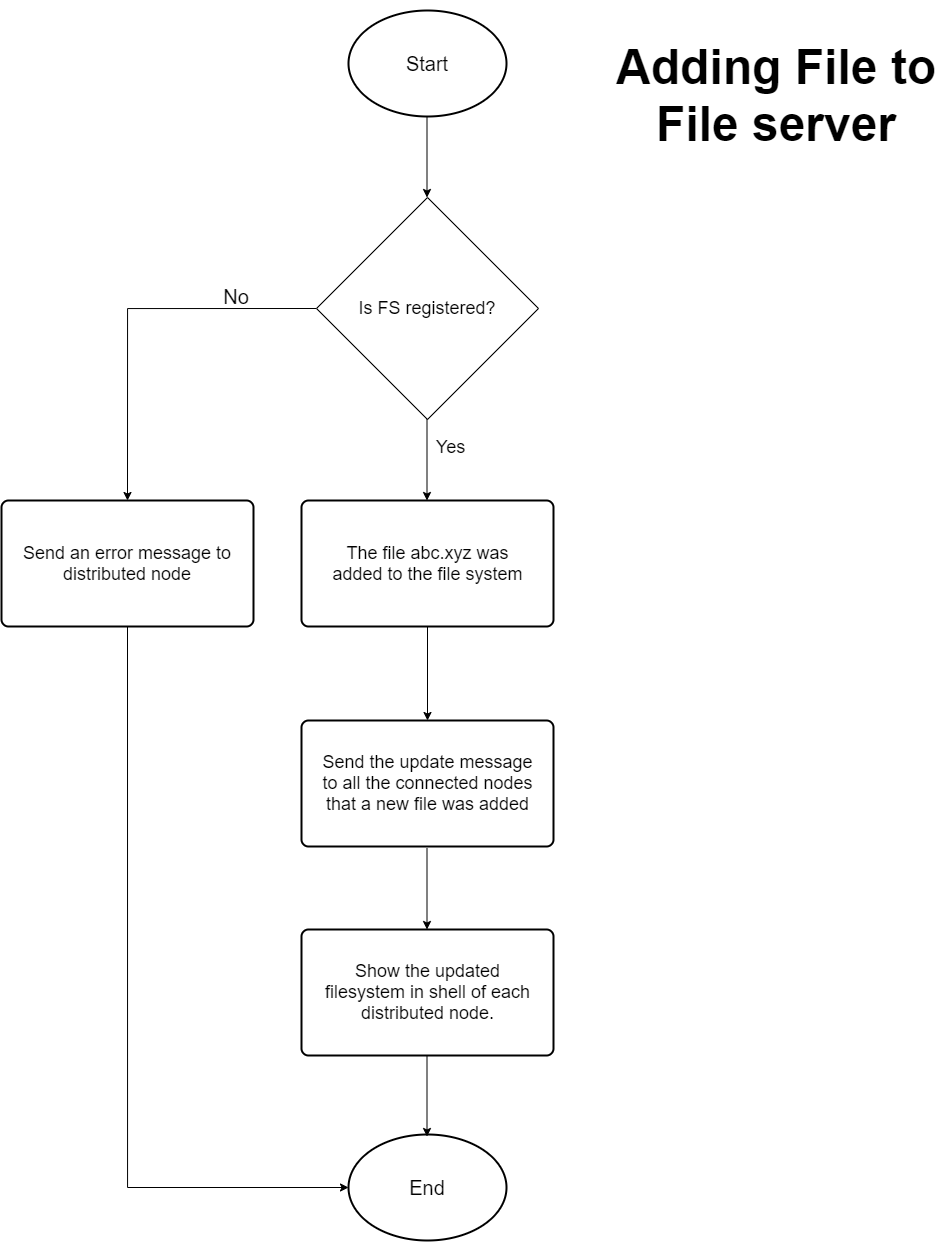 Start
Adding File to
File server
Is FS registered?
No
Yes
Send an error message to
distributed node
The file abc.xyz was
added to the file system
Send the update message
to all the connected nodes
that a new file was added
Show the updated
filesystem in shell of each
distributed node.
End